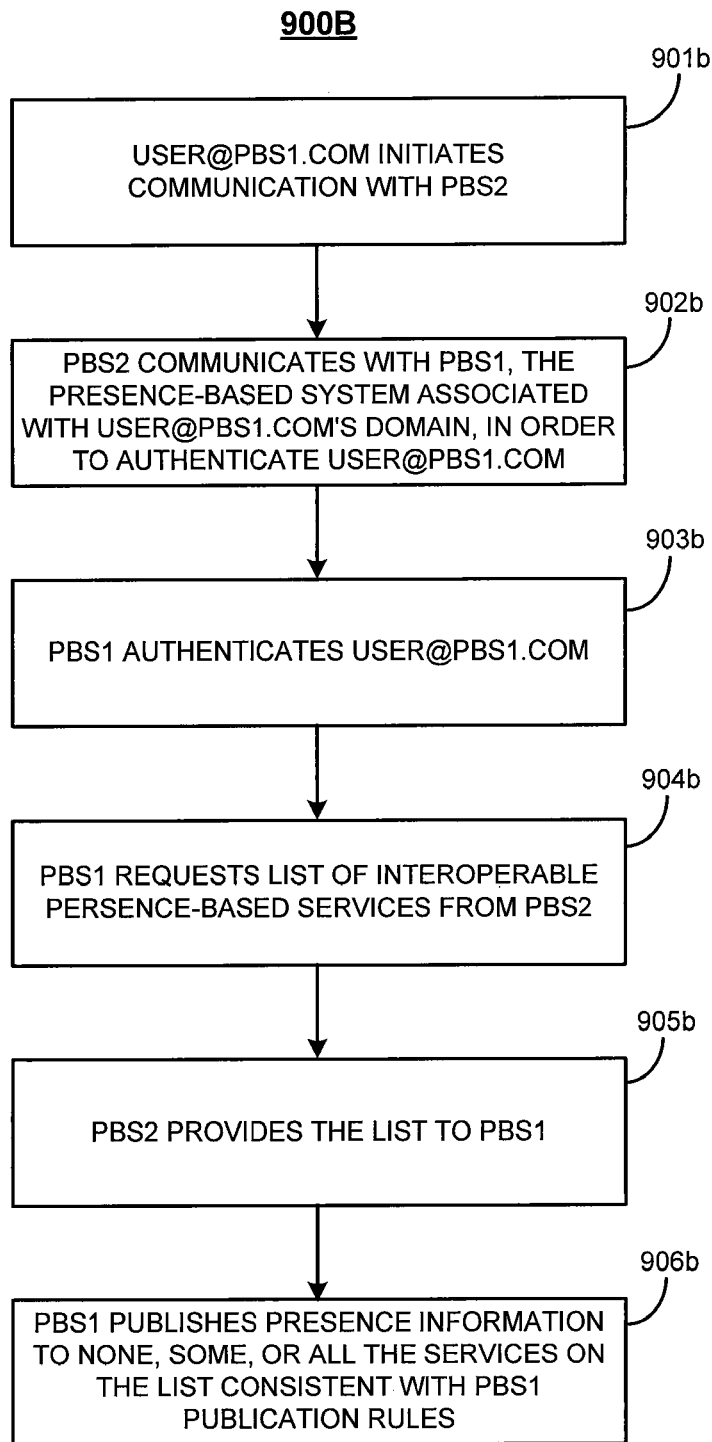 900B
901b
USER@PBS1.COM INITIATES
COMMUNICATION WITH PBS2
902b
PBS2 COMMUNICATES WITH PBS1, THE
PRESENCE-BASED SYSTEM ASSOCIATED
WITH USER@PBS1.COM'S DOMAIN, IN ORDER
TO AUTHENTICATE USER@PBS1.COM
903b
PBS1 AUTHENTICATES USER@PBS1.COM
904b
PBS1 REQUESTS LIST OF INTEROPERABLE
PERSENCE-BASED SERVICES FROM PBS2
905b
PBS2 PROVIDES THE LIST TO PBS1
906b
PBS1 PUBLISHES PRESENCE INFORMATION
TO NONE, SOME, OR ALL THE SERVICES ON
THE LIST CONSISTENT WITH PBS1
PUBLICATION RULES